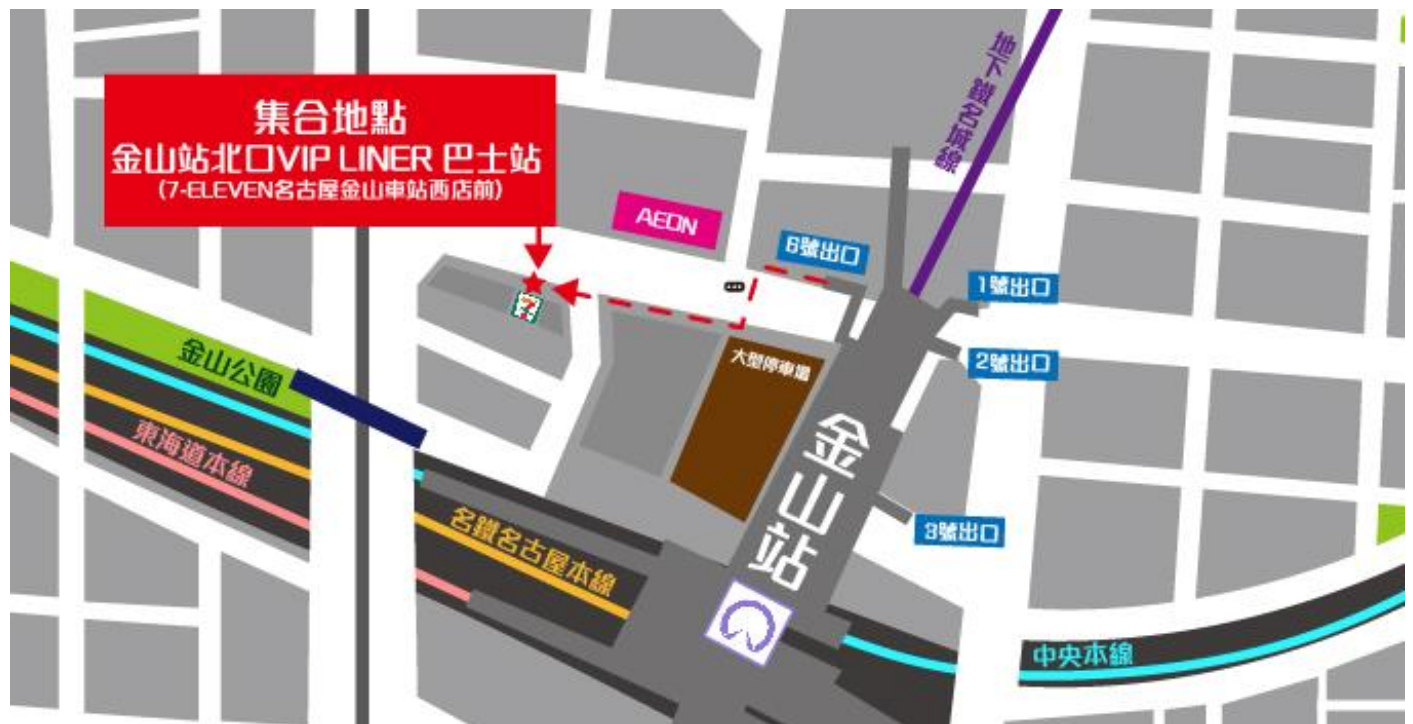 集合地點
金山站北口VIP LINER 巴士站
(7-ELEVEN名古屋金山車站西店前)
地下鐵名城線
AEON
6號出口
1號出口
7
大型停車場
2號出口
金山公園
東海道本線
金山站
名鐵名古屋本線
3號出口
中央本線